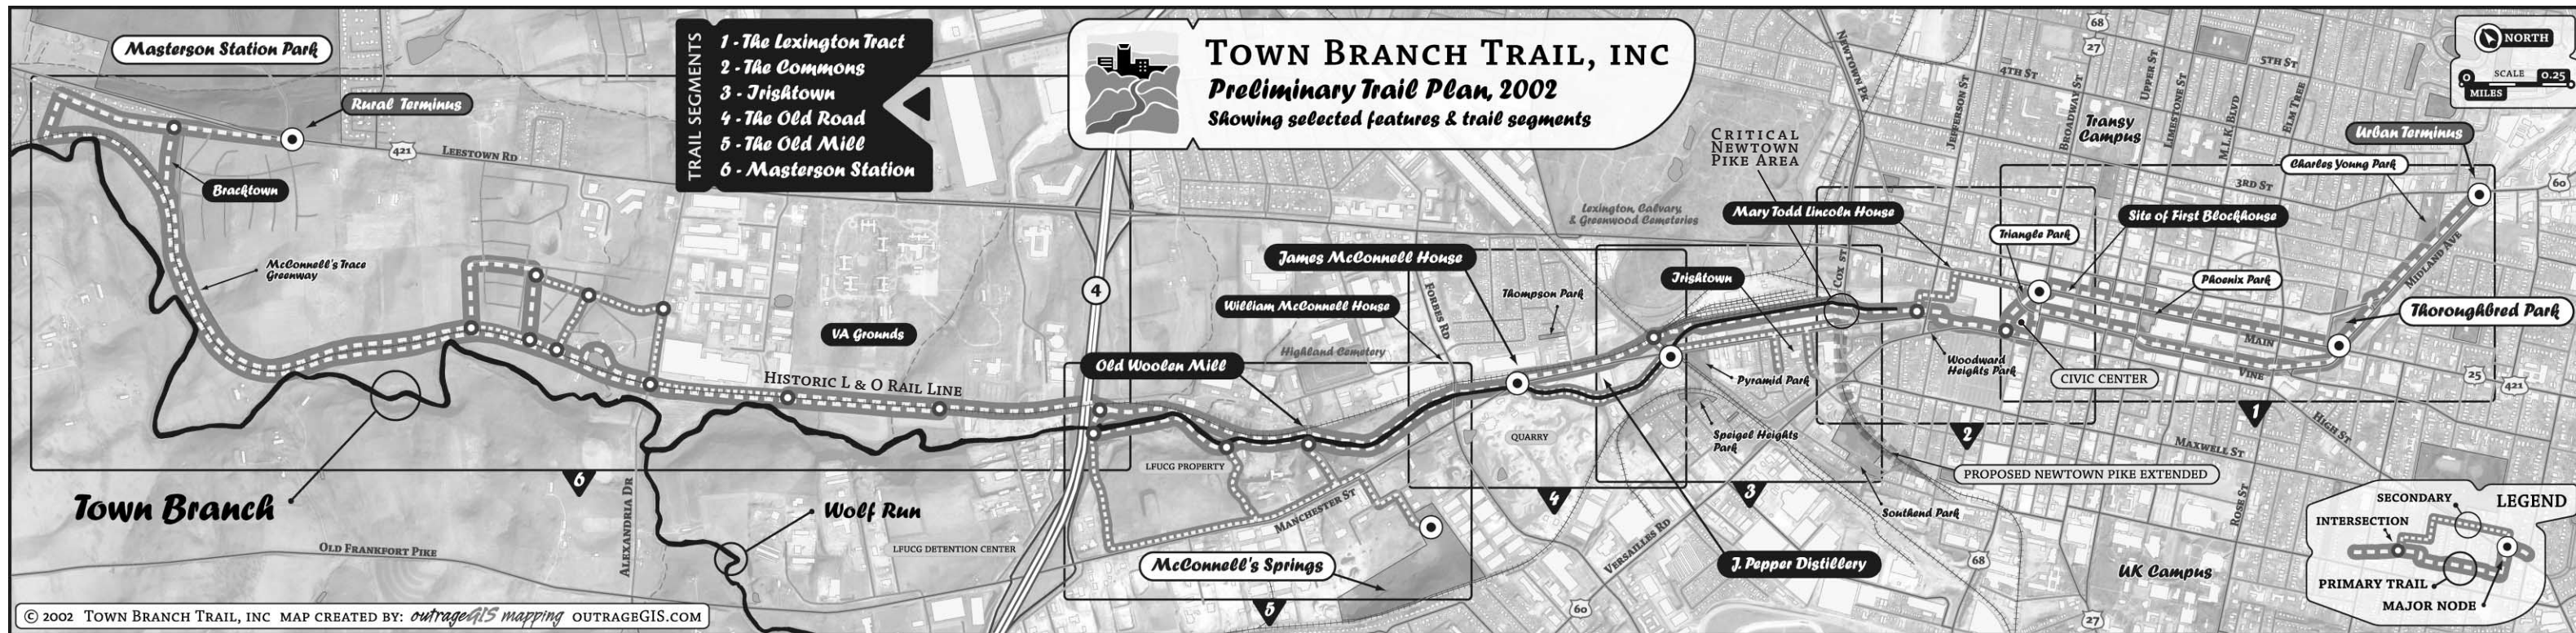 Masterson Station Park
Rural Terminus
421
LEESTOWN RD
Bracktown
McConnell's Trace
Greenway
TRAIL SEGMENTS
1 - The Lexington Tract
2 - The Commons
3 - Irishtown
4 - The Old Road
5 - The Old Mill
6 - Masterson Station
TOWN BRANCH TRAIL, INC
Preliminary Trail Plan, 2002
Showing selected features & trail segments
VA Grounds
HISTORIC L & O RAIL LINE
4
Town Branch
6
ALEXANDRIA DR
Wolf Run
OLD FRANKFORT PIKE
LFUCG DETENTION CENTER
© 2002 TOWN BRANCH TRAIL, INC MAP CREATED BY: outrageGIS mapping OUTRAGEGIS.COM
James McConnell House
William McConnell House
Old Woolen Mill
Highland Cemetery
FORBES RD
Thompson Park
LFUCG PROPERTY
MANCHESTER ST
McConnell's Springs
5
QUARRY
4
VERSAILLES RD
60
J. Pepper Distillery
3
Speigel Heights
Park
Pyramid Park
Irishtown
Lexington, Calvary,
& Greenwood Cemeteries
CRITICAL
NEWTOWN
PIKE AREA
NEWTOWN PK
Mary Todd Lincoln House
COX ST
Southend Park
PROPOSED NEWTOWN PIKE EXTENDED
2
Woodward
Heights Park
CIVIC CENTER
Triangle Park
Site of First Blockhouse
Phoenix Park
MAIN
VINE
1
HIGH ST
MAXWELL ST
ROSE ST
UK Campus
68
27
68
27
4TH ST
5TH ST
3RD ST
JEFFERSON ST
BROADWAY ST
UPPER ST
LIMESTONE ST
M.L.K. BLVD
ELM TREE
Transy
Campus
Urban Terminus
Charles Young Park
60
MIDLAND AVE
Thoroughbred Park
25
421
NORTH
0
SCALE
0.25
MILES
LEGEND
SECONDARY
INTERSECTION
PRIMARY TRAIL
MAJOR NODE